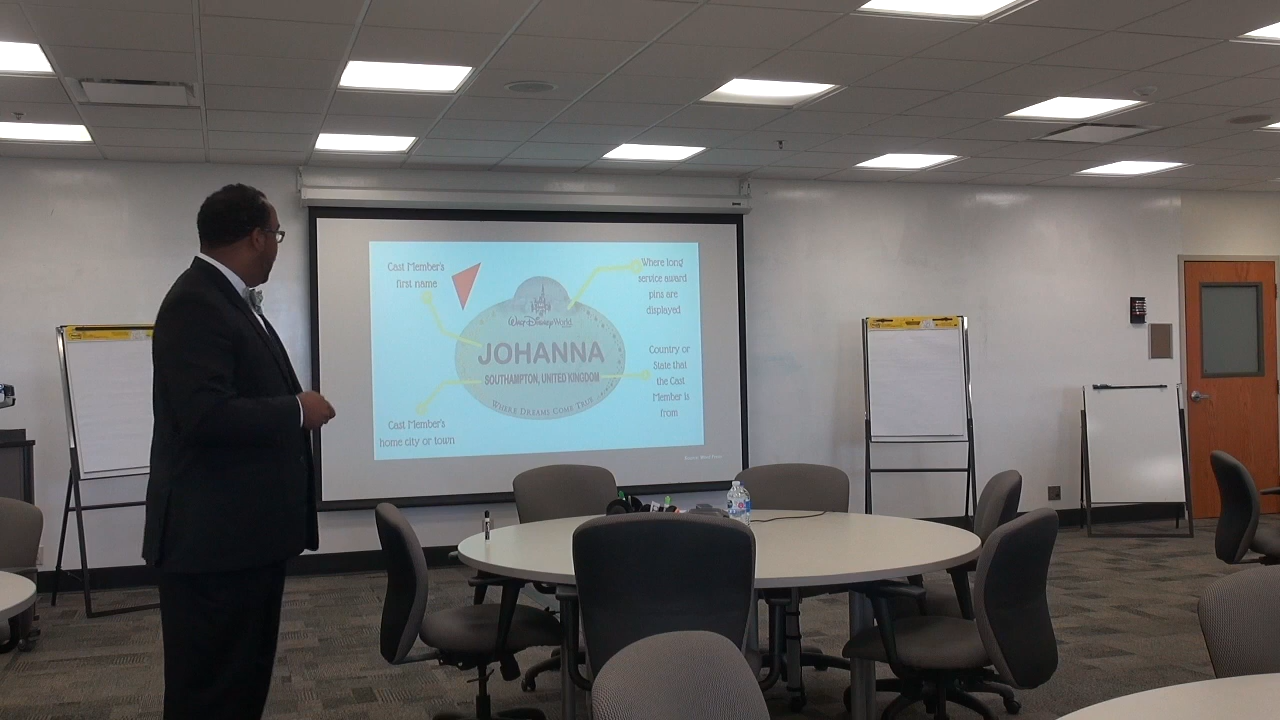 Cast Member's
first name
Where long
service award
pins are
displayed
Walt Disney World
JOHANNA
SOUTHAMPTON, UNITED KINGDOM
WHERE DREAMS COME TRUE
Country or
State that
the Cast
Member is
from
Cast Member's
home city or town